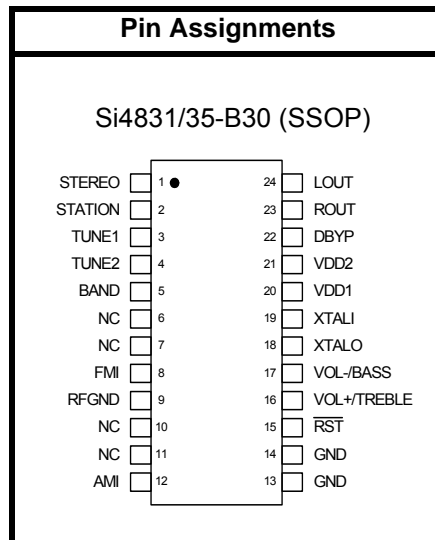 Pin Assignments
Si4831/35-B30 (SSOP)
STEREO 1 24 LOUT
STATION 2 23 ROUT
TUNE1 3 22 DBYP
TUNE2 4 21 VDD2
BAND 5 20 VDD1
NC 6 19 XTALI
NC 7 18 XTALO
FMI 8 17 VOL-/BASS
RFGND 9 16 VOL+/TREBLE
NC 10 15 RST
NC 11 14 GND
AMI 12 13 GND